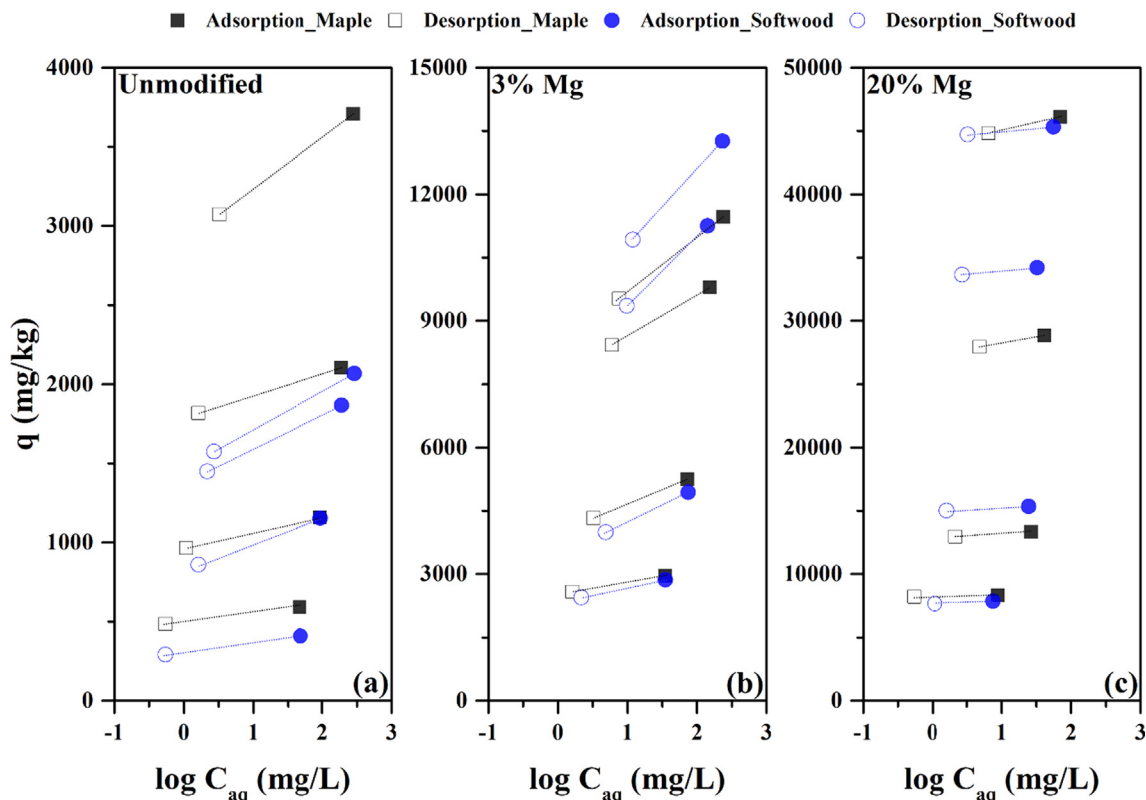 Adsorption_Maple Desorption_Maple Adsorption_Softwood Desorption_Softwood
q (mg/kg)
Unmodified
4000
3000
2000
1000
0
(a)
-1 0 1 2 3
log Caq (mg/L)
3% Mg
15000
12000
9000
6000
3000
0
(b)
-1 0 1 2 3
log Caq (mg/L)
20% Mg
50000
40000
30000
20000
10000
0
(c)
-1 0 1 2 3
log Caq (mg/L)